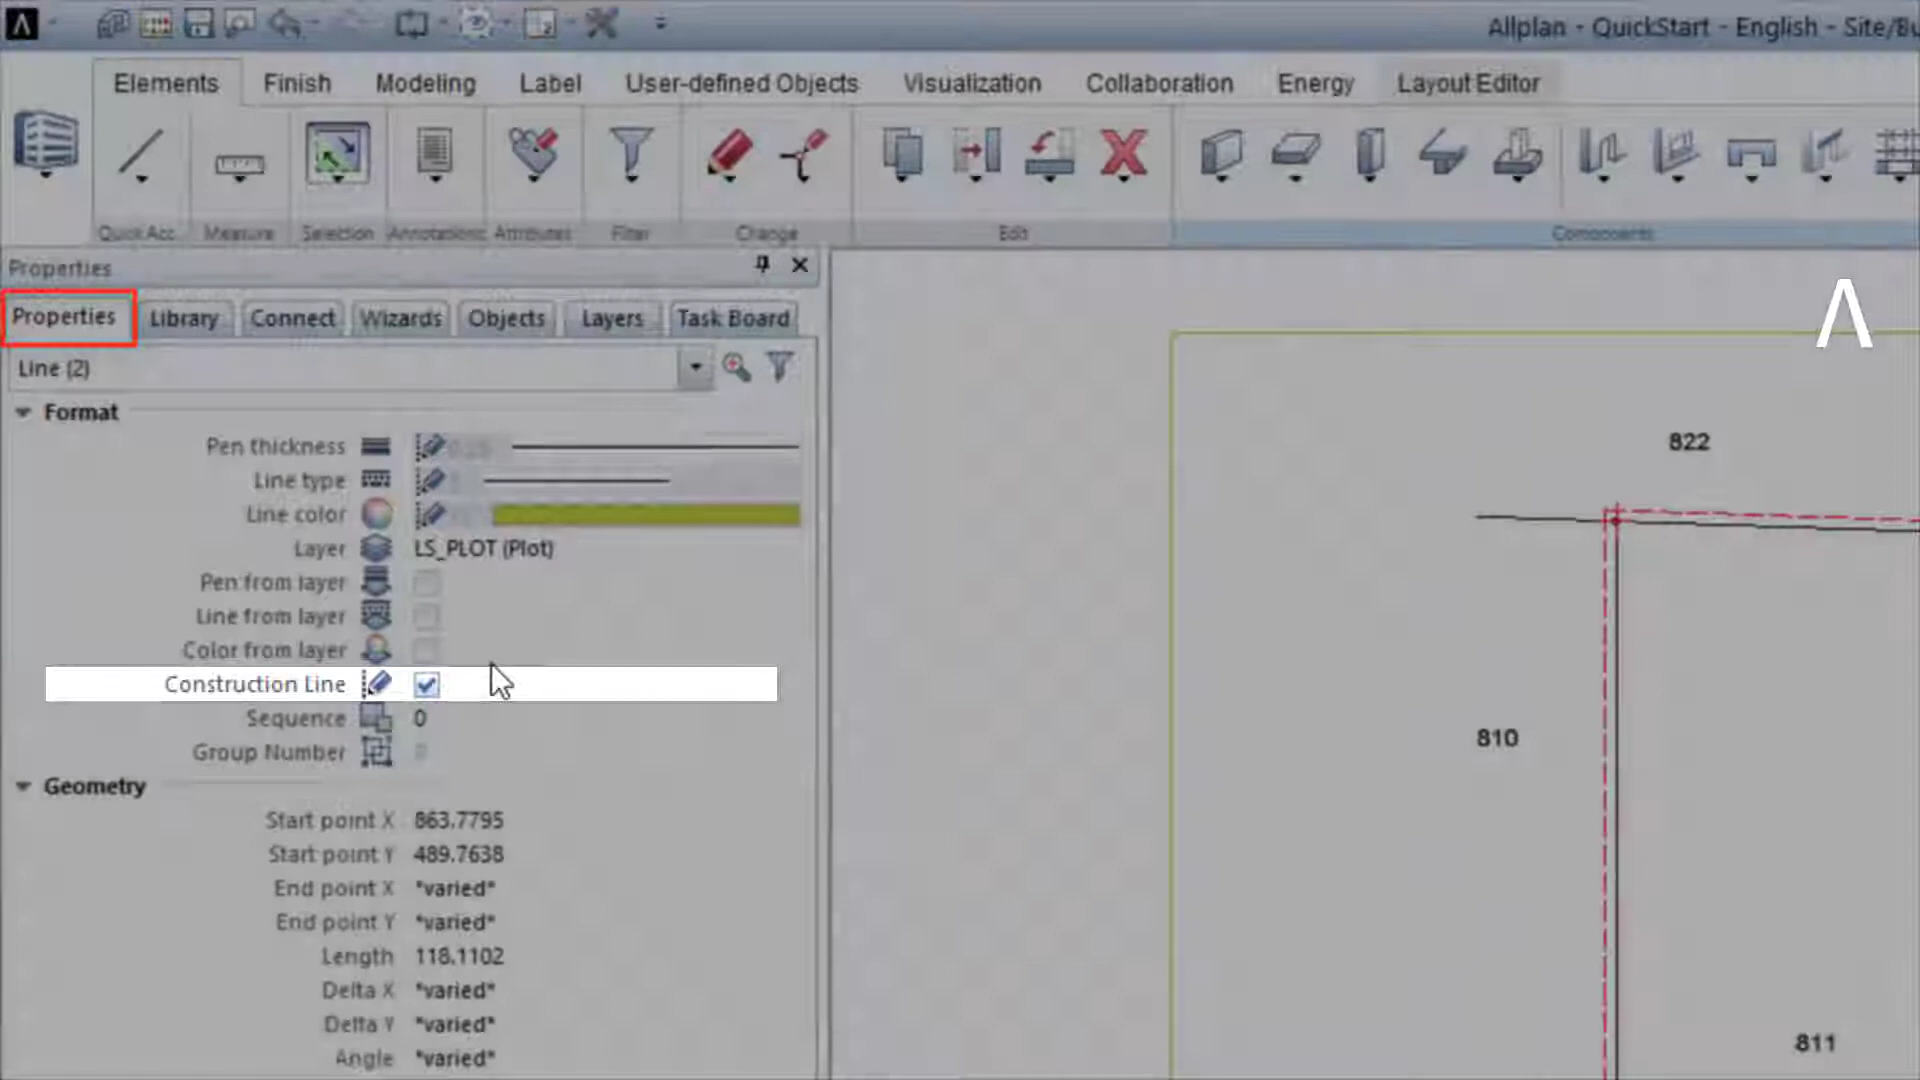 Allplan - QuickStart - English - Site/Bu
Elements Finish Modeling Label User-defined Objects Visualization Collaboration Energy Layout Editor
Quick Acc Measure Selection Annotations Attributes Filter Change Edit Components
Properties
Properties Library Connect Wizards Objects Layers Task Board
Line (2)
Format
Pen thickness
Line type
Line color
Layer LS_PLOT (Plot)
Pen from layer
Line from layer
Color from layer
Construction Line
Sequence 0
Group Number
Geometry
Start point X 863.7795
Start point Y 489.7638
End point X *varied*
End point Y *varied*
Length 118.1102
Delta X *varied*
Delta Y *varied*
Angle *varied*
822
810
811